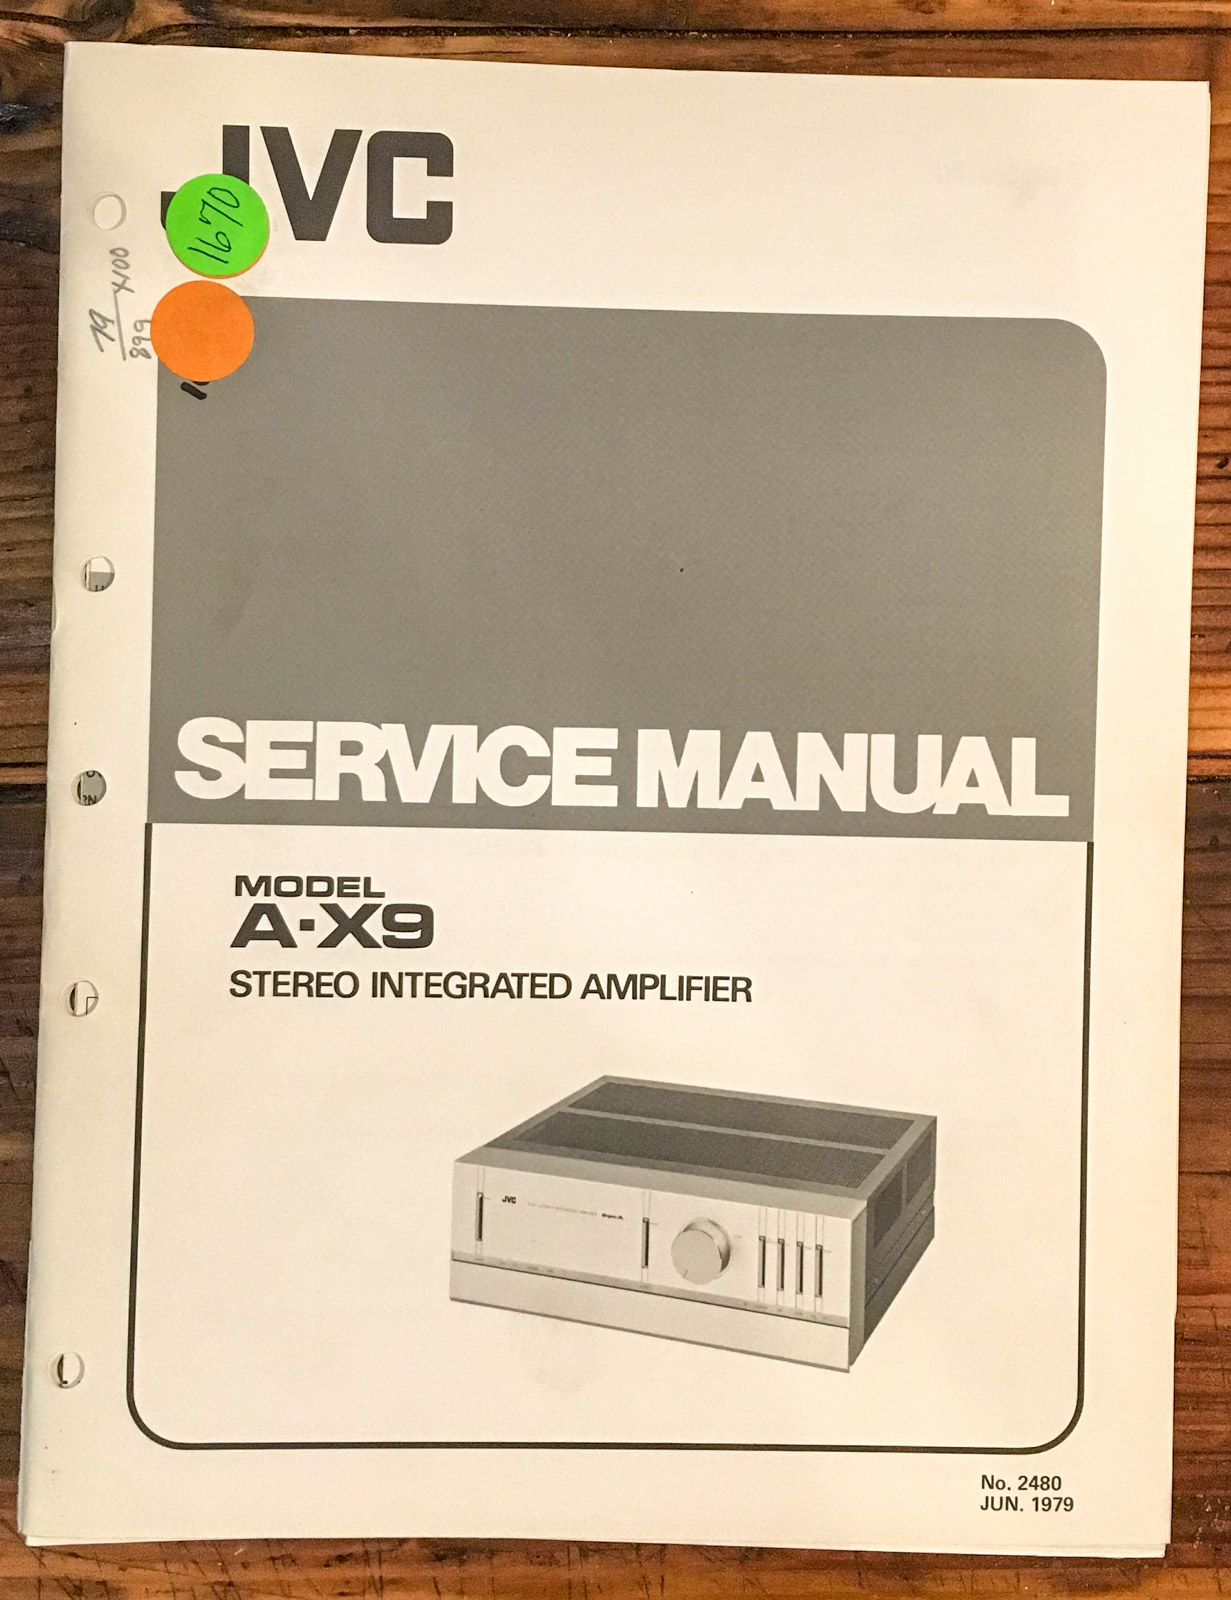 JVC
1670
79 x100
899
SERVICE MANUAL
MODEL
A·X9
STEREO INTEGRATED AMPLIFIER
JVC
No. 2480
JUN. 1979